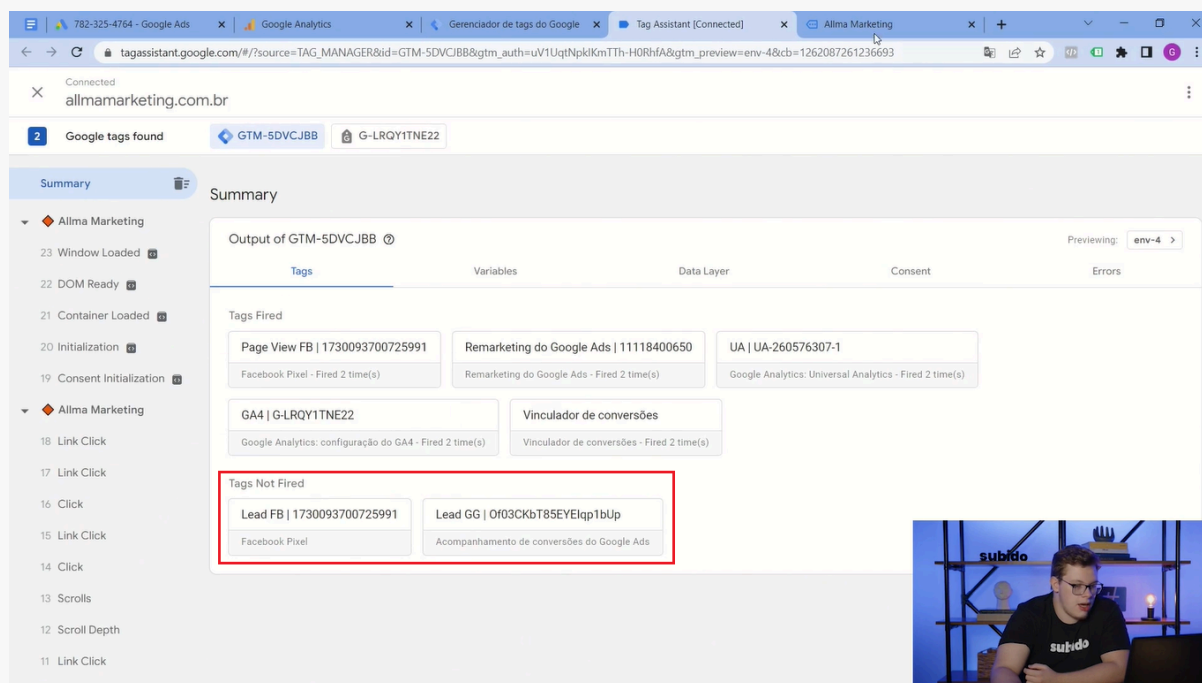 782-325-4764 - Google Ads
Google Analytics
Gerenciador de tags do Google
Tag Assistant [Connected]
Allma Marketing
tagassistant.google.com/#/?source=TAG_MANAGER&id=GTM-5DVCJBB&gtm_auth=uV1UqtNpklKmTTh-H0RhfA&gtm_preview=env-4&cb=1262087261236693
G
Connected
allmamarketing.com.br
2 Google tags found
GTM-5DVCJBB
G-LRQY1TNE22
Summary
Allma Marketing
23 Window Loaded
22 DOM Ready
21 Container Loaded
20 Initialization
19 Consent Initialization
Allma Marketing
18 Link Click
17 Link Click
16 Click
15 Link Click
14 Click
13 Scrolls
12 Scroll Depth
11 Link Click
Summary
Output of GTM-5DVCJBB
Previewing: env-4
Tags Variables Data Layer Consent Errors
Tags Fired
Page View FB | 1730093700725991
Facebook Pixel - Fired 2 time(s)
Remarketing do Google Ads | 11118400650
Remarketing do Google Ads - Fired 2 time(s)
UA | UA-260576307-1
Google Analytics: Universal Analytics - Fired 2 time(s)
GA4 | G-LRQY1TNE22
Google Analytics: configuração do GA4 - Fired 2 time(s)
Vinculador de conversões
Vinculador de conversões - Fired 2 time(s)
Tags Not Fired
Lead FB | 1730093700725991
Facebook Pixel
Lead GG | Of03CKbT85EYEIqp1bUp
Acompanhamento de conversões do Google Ads
subido
subido